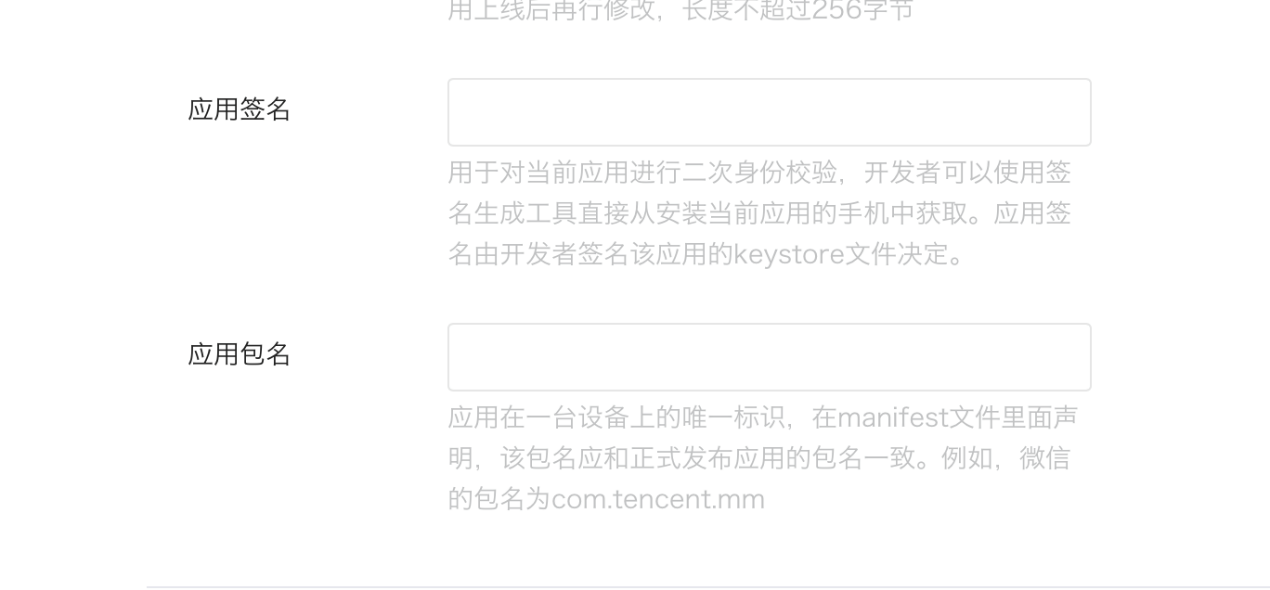 用上线后再行修改，长度不超过256字节
应用签名
用于对当前应用进行二次身份校验，开发者可以使用签
名生成工具直接从安装当前应用的手机中获取。应用签
名由开发者签名该应用的keystore文件决定。
应用包名
应用在一台设备上的唯一标识，在manifest文件里面声
明，该包名应和正式发布应用的包名一致。例如，微信
的包名为com.tencent.mm